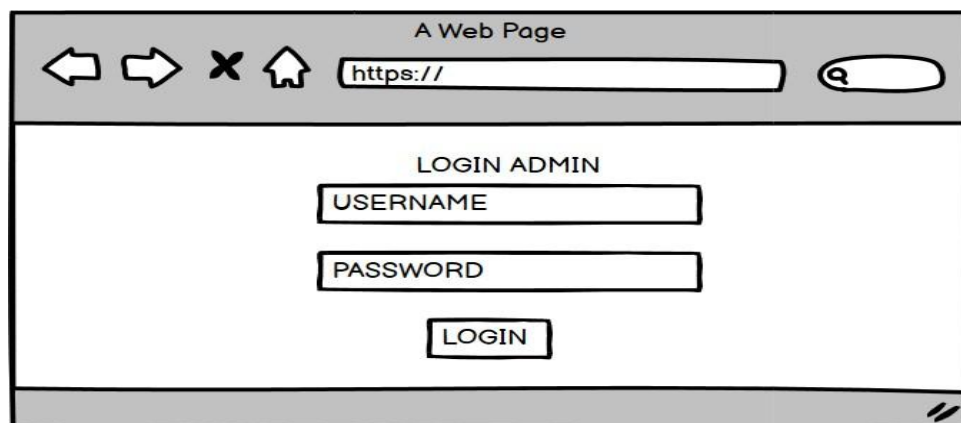 A Web Page
https://
LOGIN ADMIN
USERNAME
PASSWORD
LOGIN